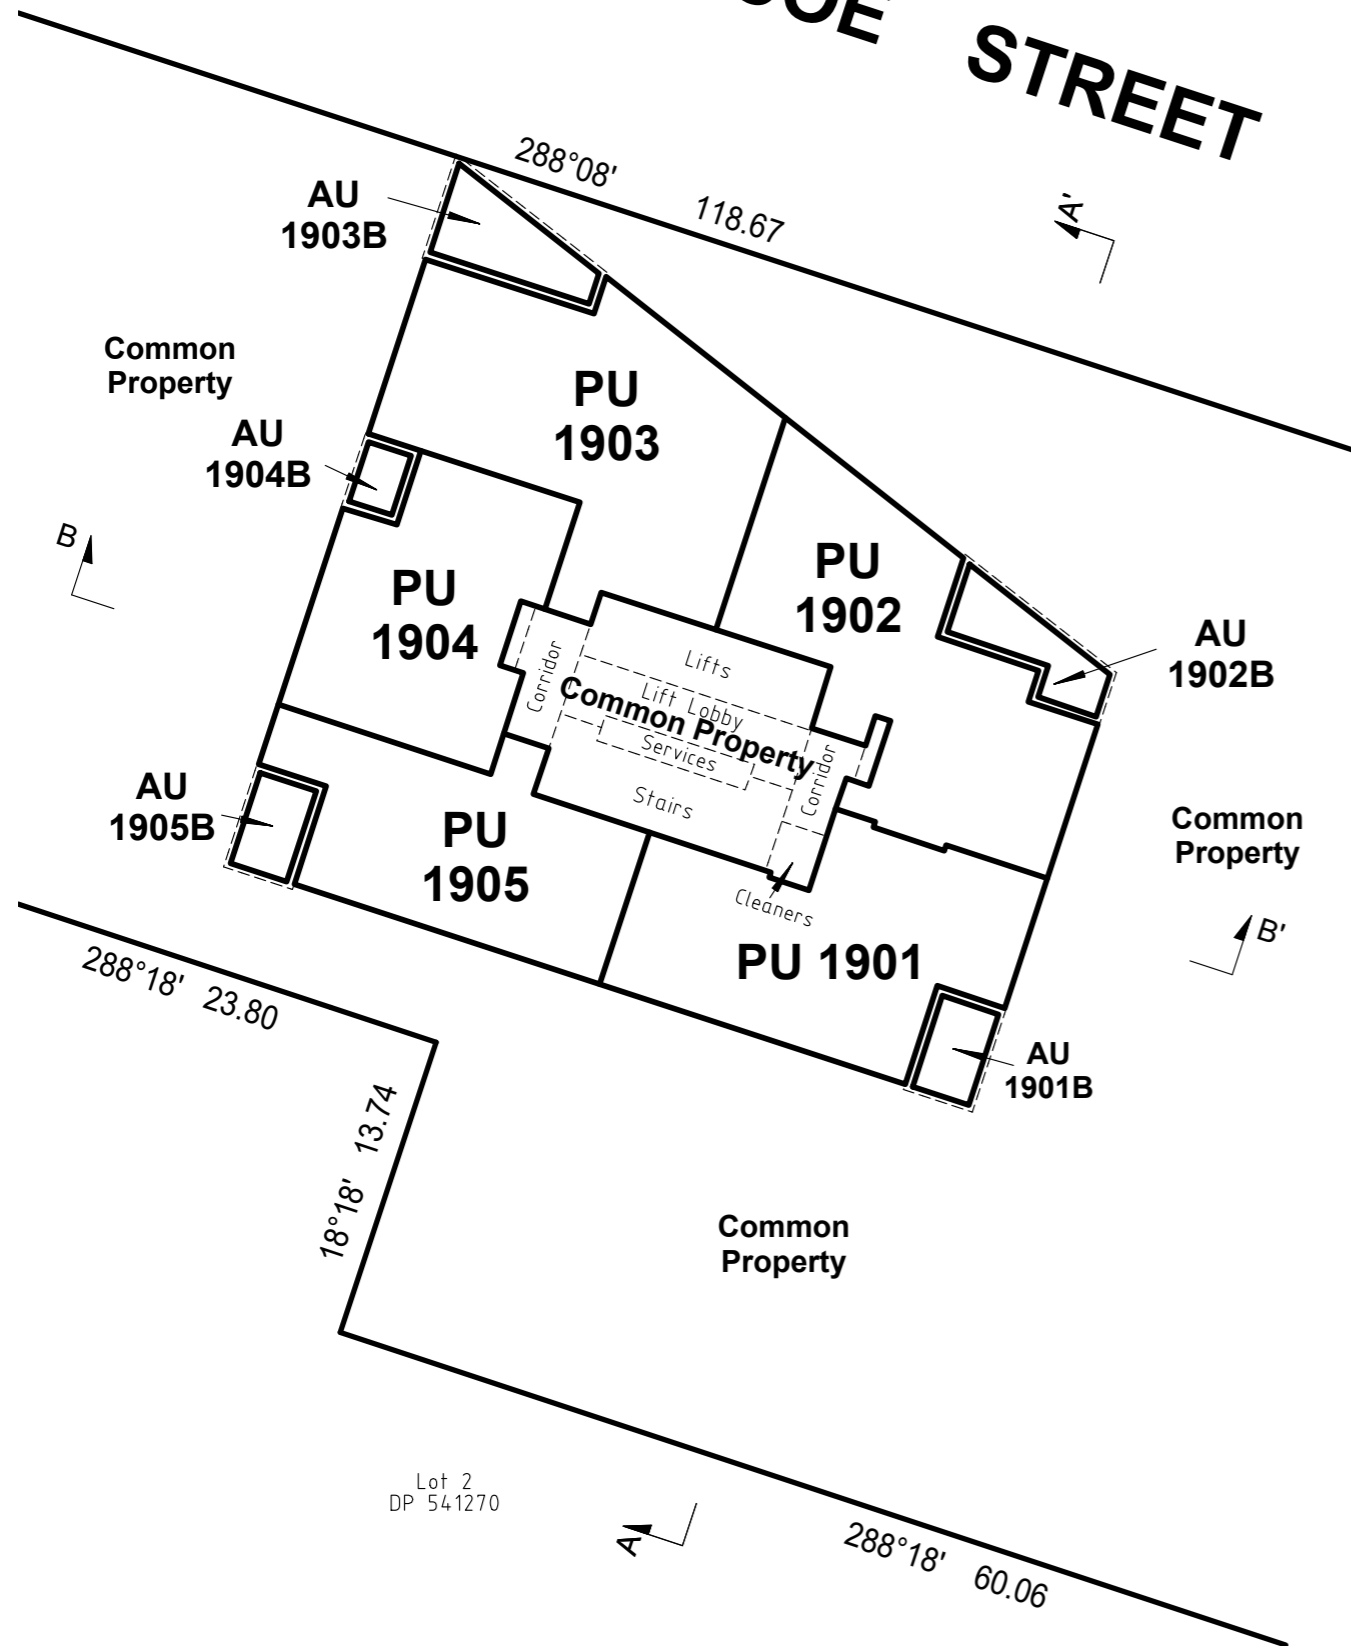 STREET
288°08' 118.67
A'
AU
1903B
Common
Property
PU
1903
AU
1904B
B
PU
1904
PU
1902
AU
1902B
Lifts
Corridor
Lift Lobby
Common Property
Services
Corridor
Stairs
AU
1905B
PU
1905
Common
Property
Cleaners
PU 1901
B'
288°18' 23.80
AU
1901B
18°18' 13.74
Common
Property
Lot 2
DP 541270
A
288°18' 60.06